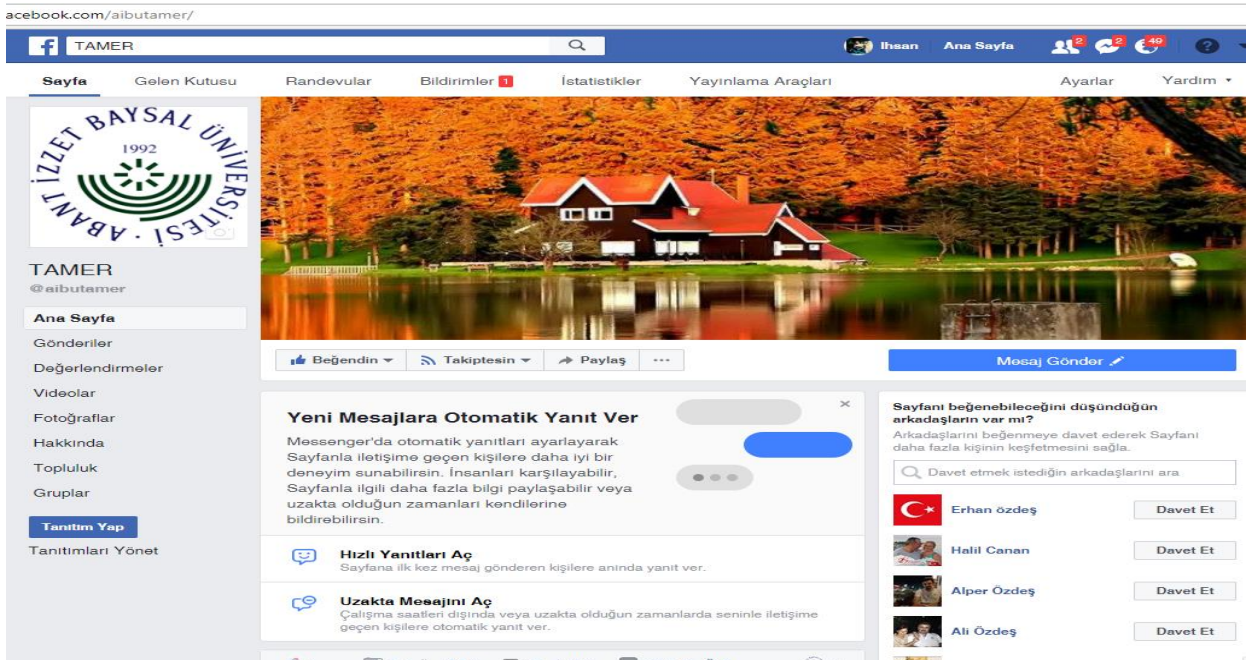 acebook.com/aibutamer/
TAMER
Ihsan Ana Sayfa 2 2 49 ?
Sayfa Gelen Kutusu Randevular Bildirimler 1 İstatistikler Yayınlama Araçları Ayarlar Yardım
ABANT İZZET BAYSAL ÜNİVERSİTESİ
1992
TAMER
@aibutamer
Ana Sayfa
Gönderiler
Değerlendirmeler
Videolar
Fotoğraflar
Hakkında
Topluluk
Gruplar
Tanıtım Yap
Tanıtımları Yönet
Beğendin Takiptesin Paylaş ...
Mesaj Gönder
Yeni Mesajlara Otomatik Yanıt Ver
Messenger'da otomatik yanıtları ayarlayarak
Sayfanla iletişime geçen kişilere daha iyi bir
deneyim sunabilirsin. İnsanları karşılayabilir,
Sayfanla ilgili daha fazla bilgi paylaşabilir veya
uzakta olduğun zamanları kendilerine
bildirebilirsin.
Hızlı Yanıtları Aç
Sayfana ilk kez mesaj gönderen kişilere anında yanıt ver.
Uzakta Mesajını Aç
Çalışma saatleri dışında veya uzakta olduğun zamanlarda seninle iletişime
geçen kişilere otomatik yanıt ver.
Sayfanı beğenebileceğini düşündüğün
arkadaşların var mı?
Arkadaşlarını beğenmeye davet ederek Sayfanı
daha fazla kişinin keşfetmesini sağla.
Davet etmek istediğin arkadaşlarını ara
Erhan özdeş Davet Et
Halil Canan Davet Et
Alper Özdeş Davet Et
Ali Özdeş Davet Et